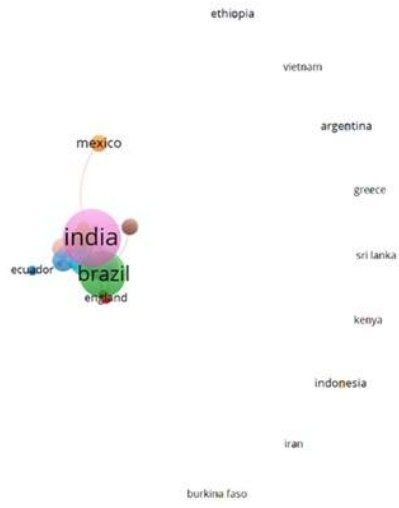 ethiopia
vietnam
argentina
mexico
greece
india
sri lanka
ecuador
brazil
england
kenya
indonesia
iran
burkina faso